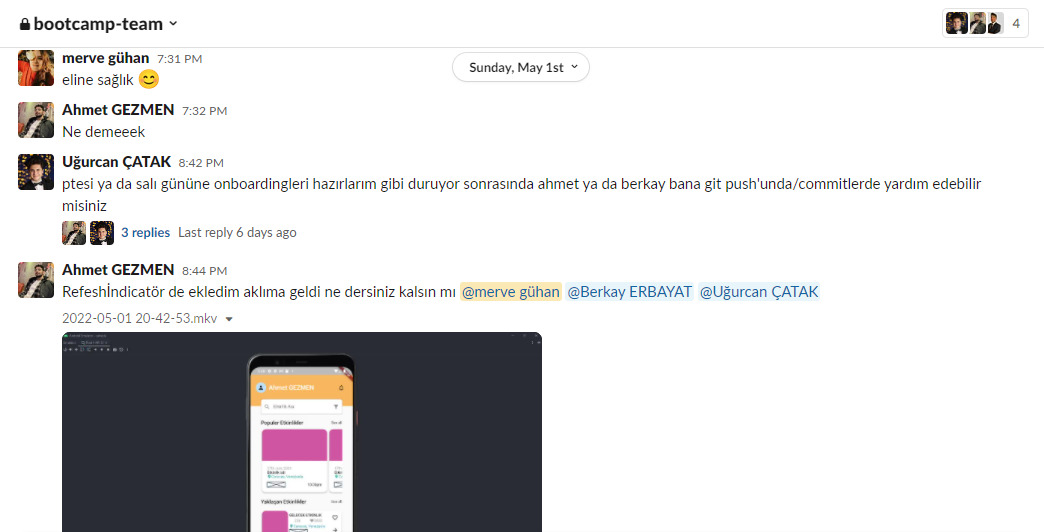 bootcamp-team
4
Sunday, May 1st
merve gühan 7:31 PM
eline sağlık 😊
Ahmet GEZMEN 7:32 PM
Ne demeeek
Uğurcan ÇATAK 8:42 PM
ptesi ya da salı gününe onboardingleri hazırlarım gibi duruyor sonrasında ahmet ya da berkay bana git push'unda/commitlerde yardım edebilir
misiniz
3 replies Last reply 6 days ago
Ahmet GEZMEN 8:44 PM
Refeshİndicatör de ekledim aklıma geldi ne dersiniz kalsın mı @merve gühan @Berkay ERBAYAT @Uğurcan ÇATAK
2022-05-01 20-42-53.mkv
Ahmet GEZMEN
Popular Etkinlikler
Yaklaşan Etkinlikler